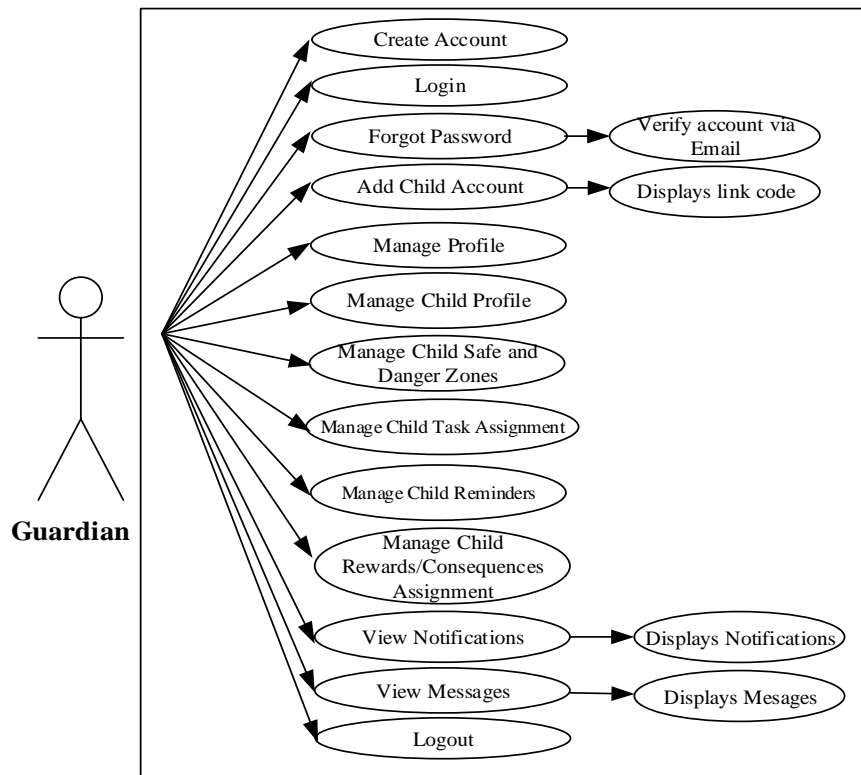 Create Account
Login
Forgot Password
Verify account via
Email
Add Child Account
Displays link code
Manage Profile
Manage Child Profile
Manage Child Safe and
Danger Zones
Manage Child Task Assignment
Manage Child Reminders
Guardian
Manage Child
Rewards/Consequences
Assignment
View Notifications
Displays Notifications
View Messages
Displays Mesages
Logout